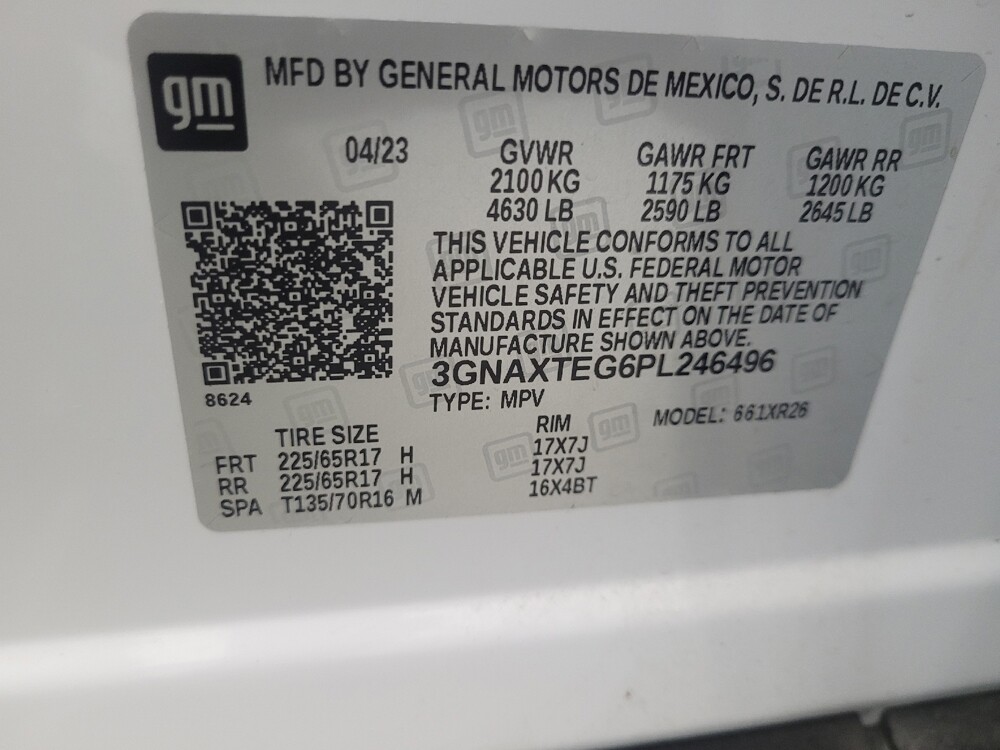 gm MFD BY GENERAL MOTORS DE MEXICO, S. DE R.L. DE C.V.
04/23 GVWR GAWR FRT GAWR RR
2100 KG 1175 KG 1200 KG
4630 LB 2590 LB 2645 LB
THIS VEHICLE CONFORMS TO ALL
APPLICABLE U.S. FEDERAL MOTOR
VEHICLE SAFETY AND THEFT PREVENTION
STANDARDS IN EFFECT ON THE DATE OF
MANUFACTURE SHOWN ABOVE.
3GNAXTEG6PL246496
8624
TYPE: MPV
MODEL: 661XR26
TIRE SIZE RIM
FRT 225/65R17 H 17X7J
RR 225/65R17 H 17X7J
SPA T135/70R16 M 16X4BT